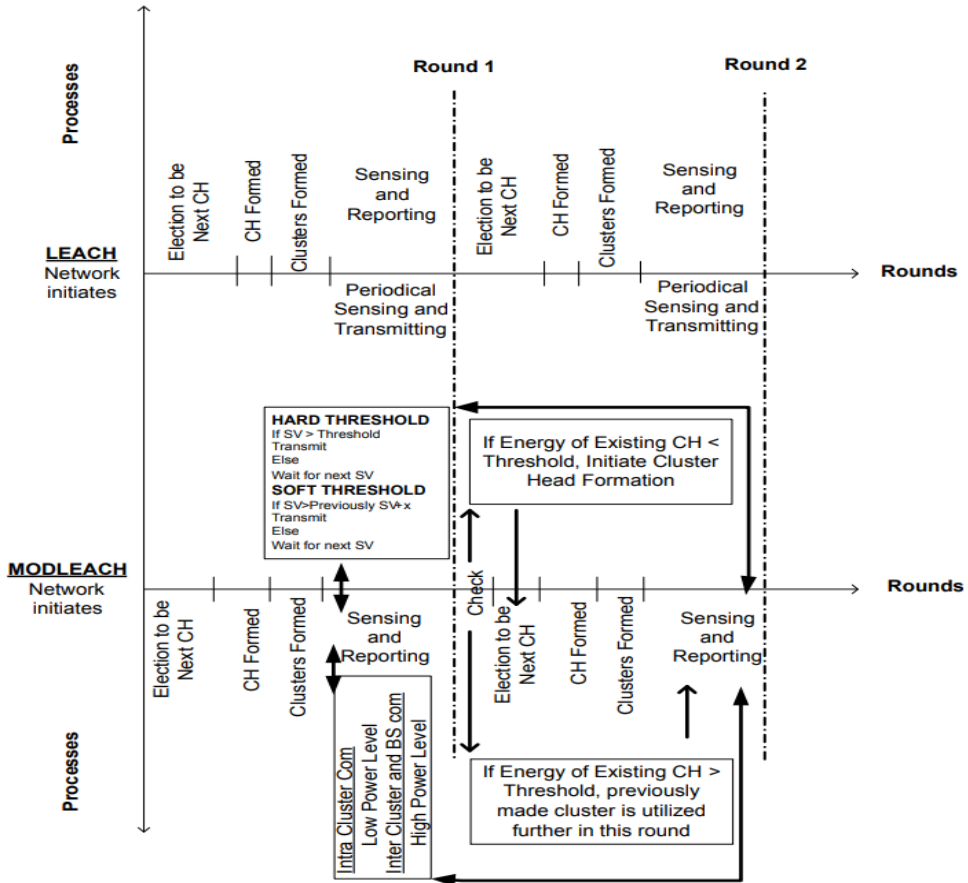 Round 1
Round 2
Processes
Election to be
Next CH
CH Formed
Clusters Formed
Sensing
and
Reporting
Election to be
Next CH
CH Formed
Clusters Formed
Sensing
and
Reporting
LEACH
Network
initiates
Rounds
Periodical
Sensing and
Transmitting
Periodical
Sensing and
Transmitting
HARD THRESHOLD
If SV > Threshold
Transmit
Else
Wait for next SV
SOFT THRESHOLD
If SV>Previously SV+x
Transmit
Else
Wait for next SV
If Energy of Existing CH <
Threshold, Initiate Cluster
Head Formation
MODLEACH
Network
initiates
Rounds
Check
Election to be
Next CH
CH Formed
Clusters Formed
Sensing
and
Reporting
Election to be
Next CH
CH Formed
Clusters Formed
Sensing
and
Reporting
Processes
Intra Cluster Com
Low Power Level
Inter Cluster and BS com
High Power Level
If Energy of Existing CH >
Threshold, previously
made cluster is utilized
further in this round